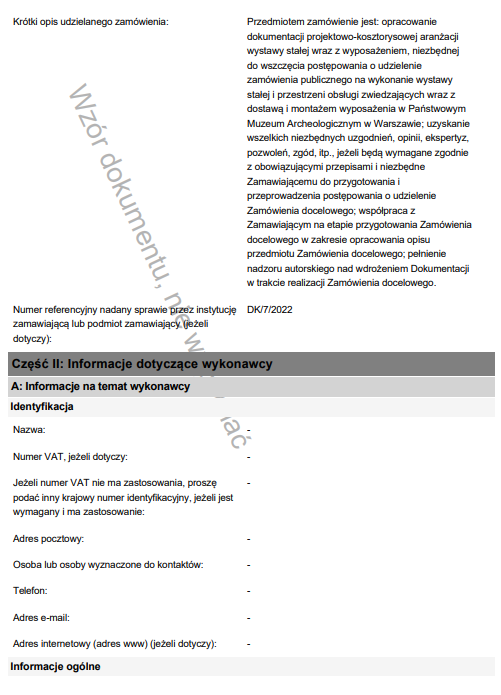 Krótki opis udzielanego zamówienia:
Przedmiotem zamówienie jest: opracowanie
dokumentacji projektowo-kosztorysowej aranżacji
wystawy stałej wraz z wyposażeniem, niezbędnej
do wszczęcia postępowania o udzielenie
zamówienia publicznego na wykonanie wystawy
stałej i przestrzeni obsługi zwiedzających wraz z
dostawą i montażem wyposażenia w Państwowym
Muzeum Archeologicznym w Warszawie; uzyskanie
wszelkich niezbędnych uzgodnień, opinii, ekspertyz,
pozwoleń, zgód, itp., jeżeli będą wymagane zgodnie
z obowiązującymi przepisami i niezbędne
Zamawiającemu do przygotowania i
przeprowadzenia postępowania o udzielenie
Zamówienia docelowego; współpraca z
Zamawiającym na etapie przygotowania Zamówienia
docelowego w zakresie opracowania opisu
przedmiotu Zamówienia docelowego; pełnienie
nadzoru autorskiego nad wdrożeniem Dokumentacji
w trakcie realizacji Zamówienia docelowego.
Numer referencyjny nadany sprawie przez instytucję
zamawiającą lub podmiot zamawiający (jeżeli
dotyczy):
DK/7/2022
Wzór dokumentu, nie w
ać
Część II: Informacje dotyczące wykonawcy
A: Informacje na temat wykonawcy
Identyfikacja
Nazwa:
-
Numer VAT, jeżeli dotyczy:
-
Jeżeli numer VAT nie ma zastosowania, proszę
podać inny krajowy numer identyfikacyjny, jeżeli jest
wymagany i ma zastosowanie:
-
Adres pocztowy:
-
Osoba lub osoby wyznaczone do kontaktów:
-
Telefon:
-
Adres e-mail:
-
Adres internetowy (adres www) (jeżeli dotyczy):
-
Informacje ogólne